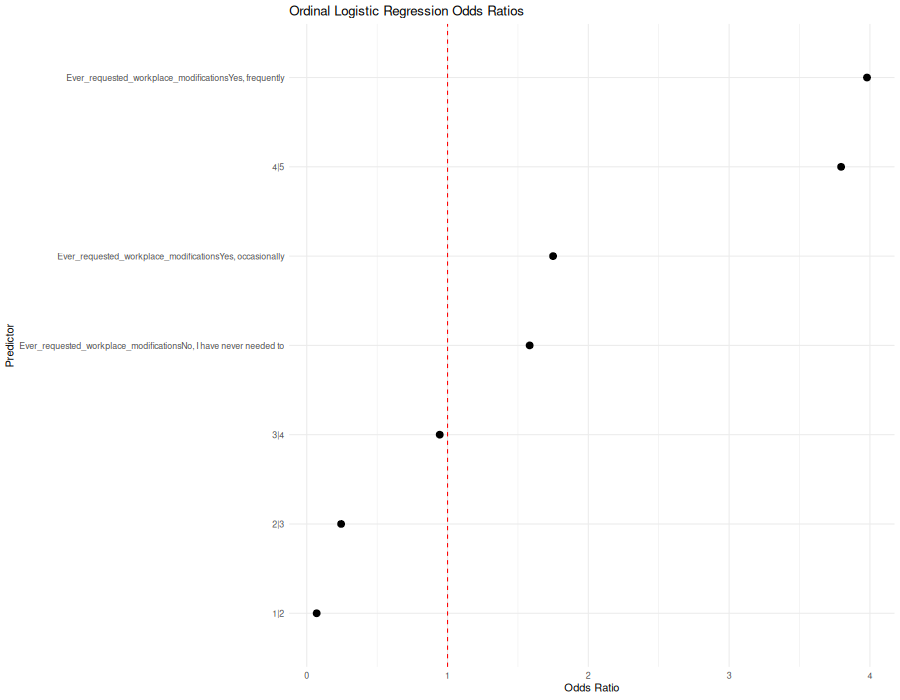 Ordinal Logistic Regression Odds Ratios
Predictor
Ever_requested_workplace_modificationsYes, frequently
4|5
Ever_requested_workplace_modificationsYes, occasionally
Ever_requested_workplace_modificationsNo, I have never needed to
3|4
2|3
1|2
0 1 2 3 4
Odds Ratio